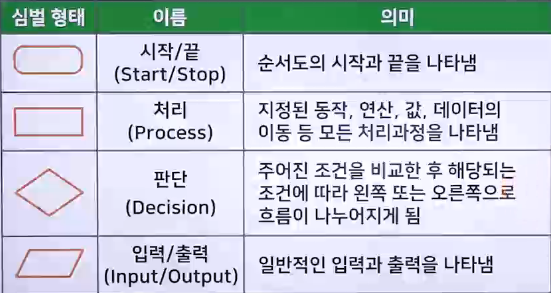 심벌 형태 이름 의미
시작/끝
(Start/Stop)
순서도의 시작과 끝을 나타냄
처리
(Process)
지정된 동작, 연산, 값, 데이터의
이동 등 모든 처리과정을 나타냄
판단
(Decision)
주어진 조건을 비교한 후 해당되는
조건에 따라 왼쪽 또는 오른쪽으로
흐름이 나누어지게 됨
입력/출력
(Input/Output)
일반적인 입력과 출력을 나타냄